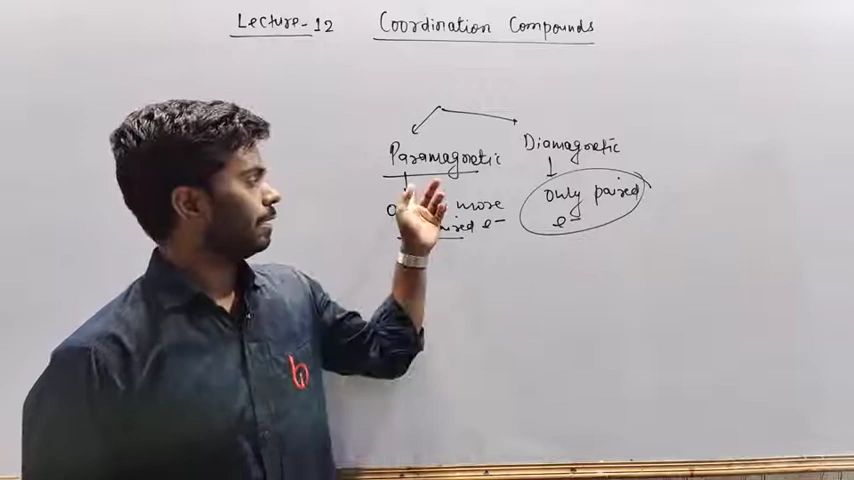 Lecture-12 Coordination Compounds
Paramagnetic Diamagnetic
more only paired
e- e-